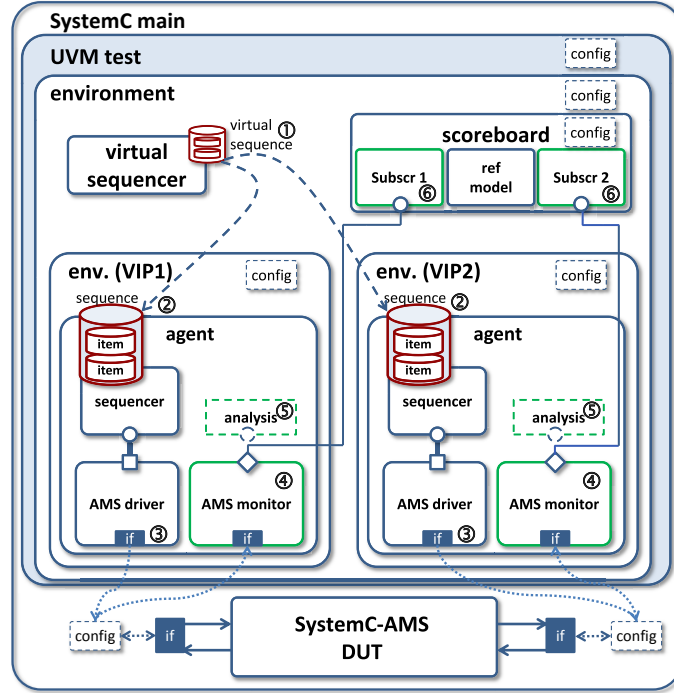 SystemC main
UVM test
config
environment
config
virtual
sequence
①
virtual
sequencer
scoreboard
config
Subscr 1
⑥
ref
model
Subscr 2
⑥
env. (VIP1)
config
sequence
②
agent
item
item
sequencer
analysis
⑤
AMS driver
③
if
AMS monitor
④
if
env. (VIP2)
config
sequence
②
agent
item
item
sequencer
analysis
⑤
AMS driver
③
if
AMS monitor
④
if
config
if
SystemC-AMS
DUT
if
config